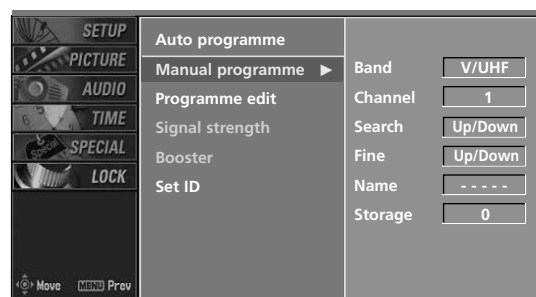 SETUP
PICTURE
AUDIO
TIME
SPECIAL
LOCK
Move MENU Prev
Auto programme
Manual programme ►
Programme edit
Signal strength
Booster
Set ID
Band V/UHF
Channel 1
Search Up/Down
Fine Up/Down
Name - - - - -
Storage 0